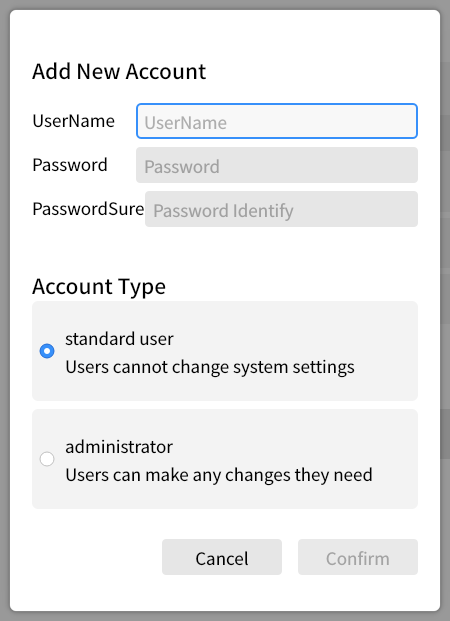 Add New Account
UserName UserName
Password Password
PasswordSure Password Identify
Account Type
standard user
Users cannot change system settings
administrator
Users can make any changes they need
Cancel Confirm